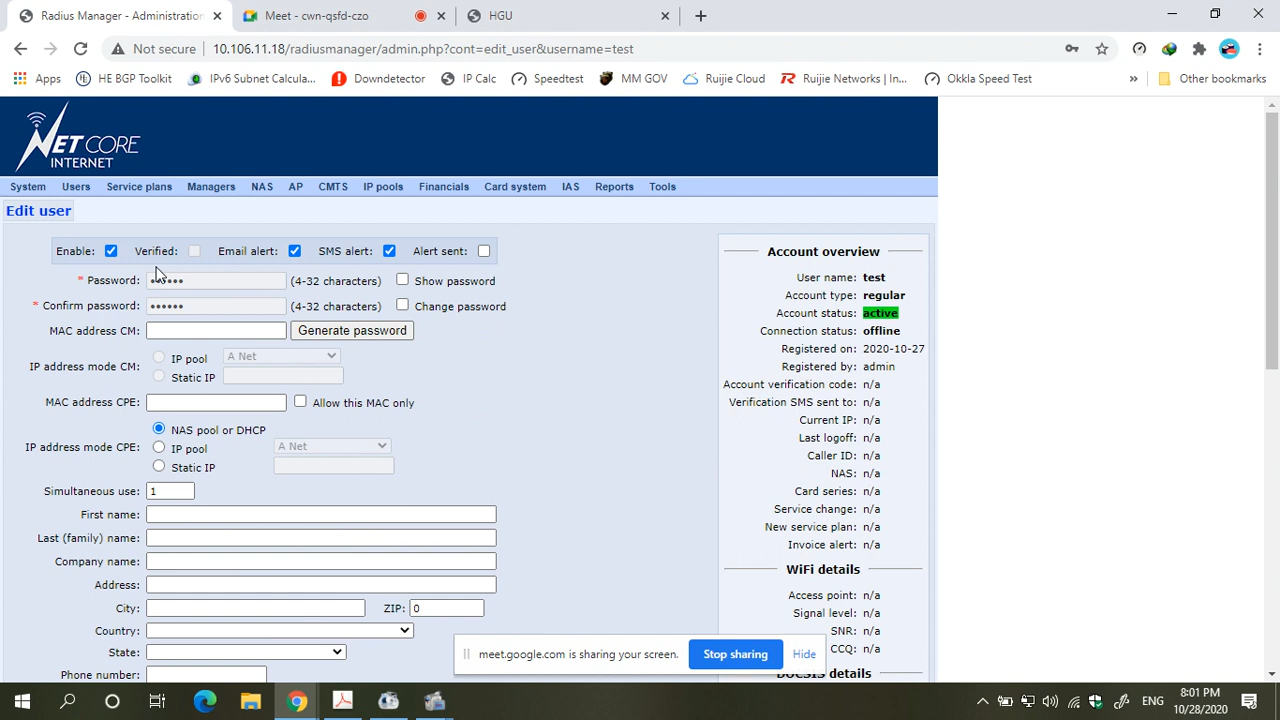 Radius Manager - Administration
Meet - cwn-qsfd-czo
HGU
Not secure
10.106.11.18/radiusmanager/admin.php?cont=edit_user&username=test
Apps
HE BGP Toolkit
IPv6 Subnet Calcula...
Downdetector
IP Calc
Speedtest
MM GOV
Ruijie Cloud
Ruijie Networks | In...
Okkla Speed Test
»
Other bookmarks
NETCORE
INTERNET
System Users Service plans Managers NAS AP CMTS IP pools Financials Card system IAS Reports Tools
Edit user
Enable: Verified: Email alert: SMS alert: Alert sent:
* Password: •••••• (4-32 characters) Show password
* Confirm password: •••••• (4-32 characters) Change password
MAC address CM: Generate password
IP address mode CM: IP pool A Net
Static IP
MAC address CPE: Allow this MAC only
NAS pool or DHCP
IP address mode CPE: IP pool A Net
Static IP
Simultaneous use: 1
First name:
Last (family) name:
Company name:
Address:
City: ZIP: 0
Country:
State:
Phone number:
Account overview
User name: test
Account type: regular
Account status: active
Connection status: offline
Registered on: 2020-10-27
Registered by: admin
Account verification code: n/a
Verification SMS sent to: n/a
Current IP: n/a
Last logoff: n/a
Caller ID: n/a
NAS: n/a
Card series: n/a
Service change: n/a
New service plan: n/a
Invoice alert: n/a
WiFi details
Access point: n/a
Signal level: n/a
SNR: n/a
CCQ: n/a
DOCSIS details
meet.google.com is sharing your screen.
Stop sharing
Hide
ENG
8:01 PM
10/28/2020